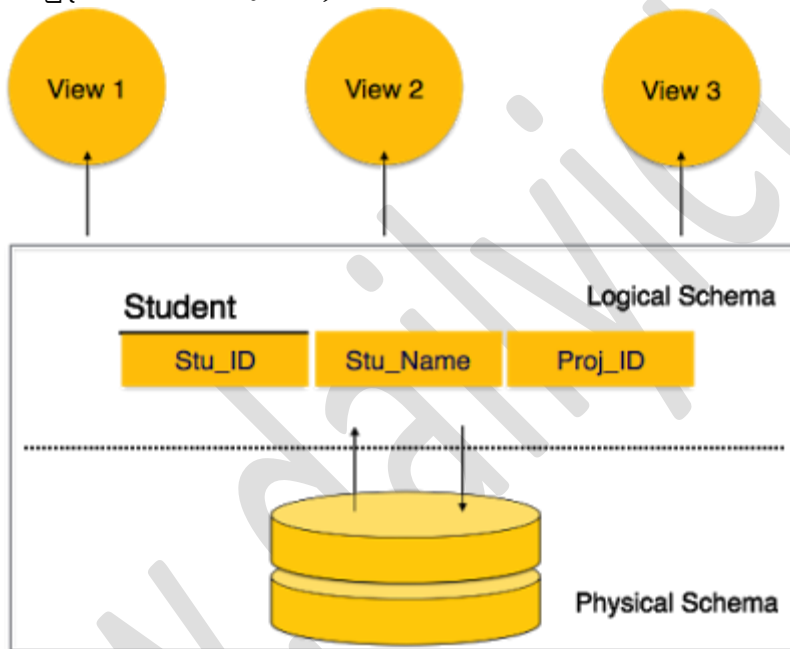 View 1
View 2
View 3
Logical Schema
Student
Stu_ID
Stu_Name
Proj_ID
Physical Schema